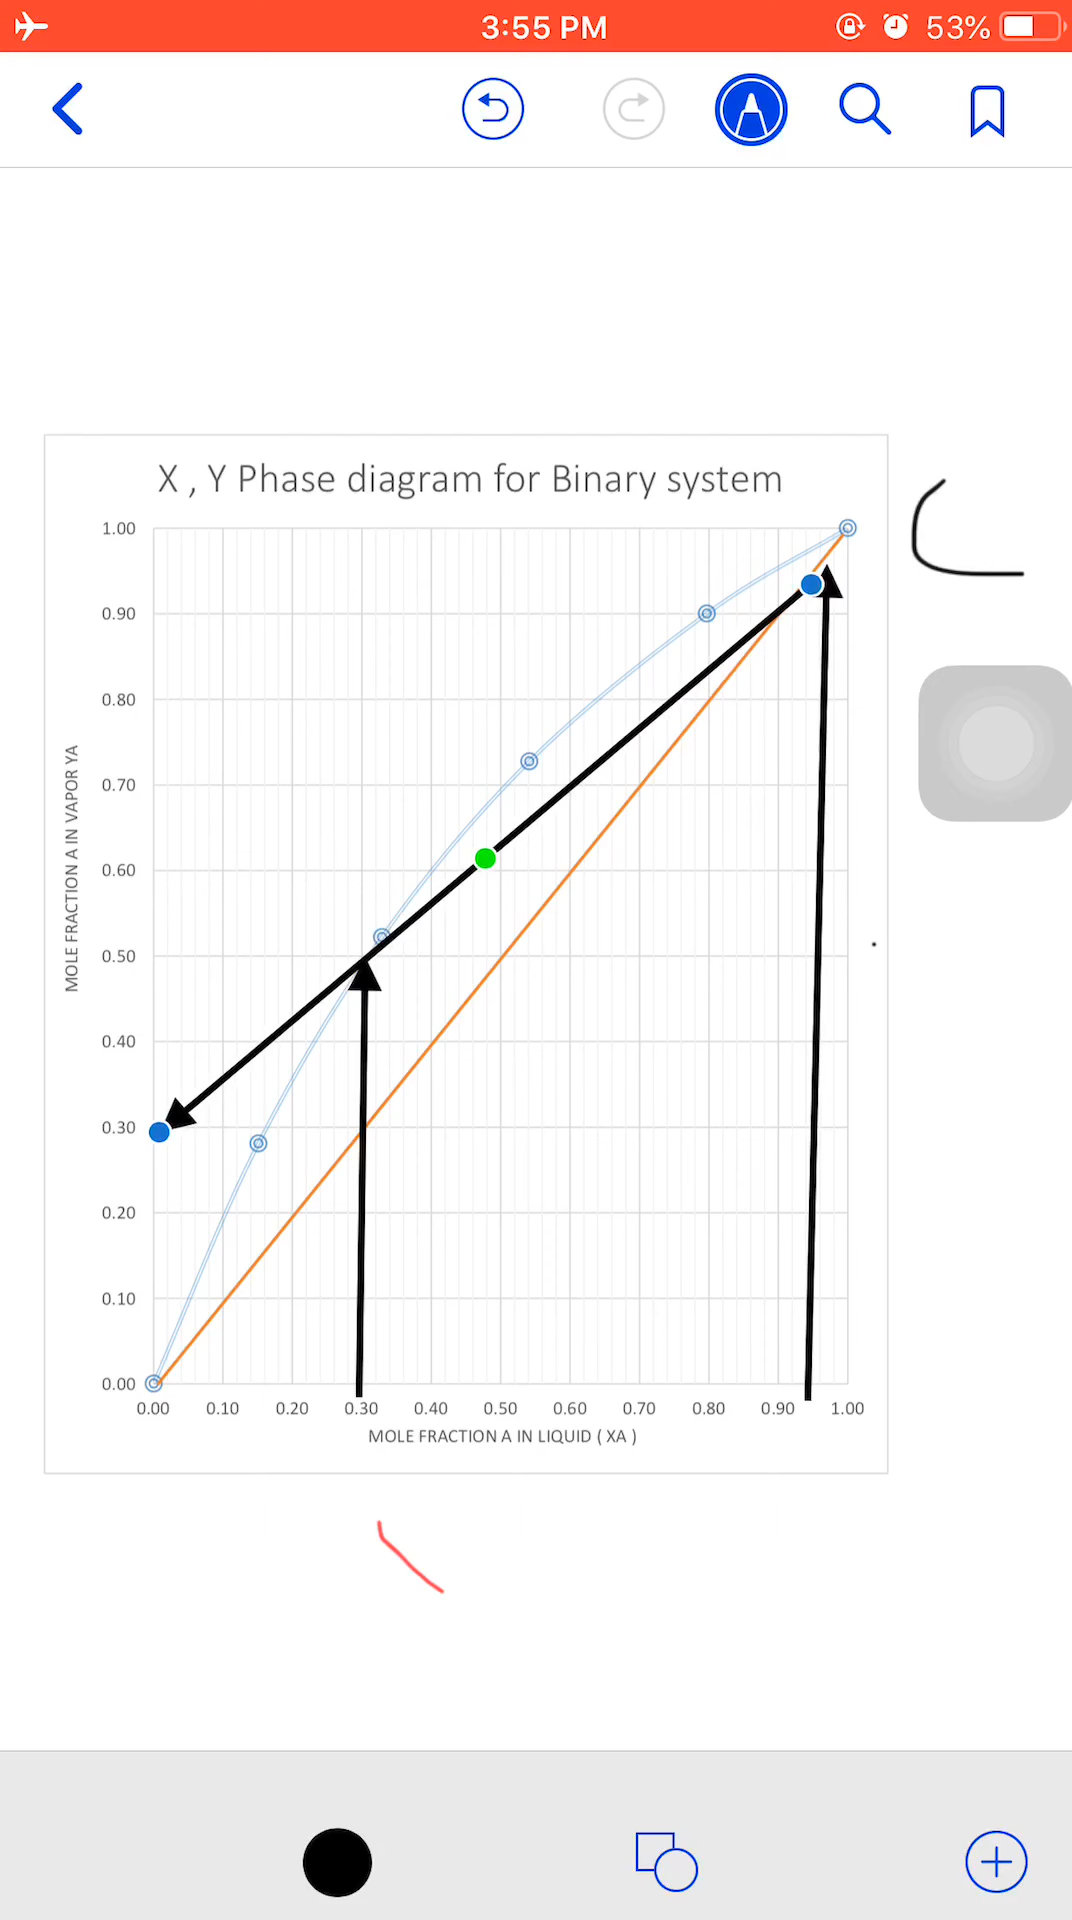 3:55 PM
53%
X , Y Phase diagram for Binary system
MOLE FRACTION A IN VAPOR YA
1.00
0.90
0.80
0.70
0.60
0.50
0.40
0.30
0.20
0.10
0.00
0.00 0.10 0.20 0.30 0.40 0.50 0.60 0.70 0.80 0.90 1.00
MOLE FRACTION A IN LIQUID ( XA )